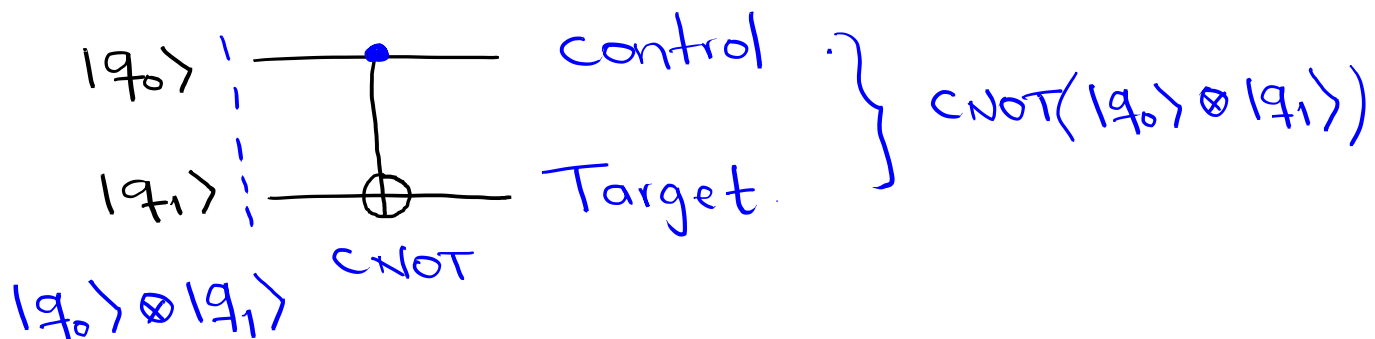 |q₀⟩ Control
CNOT(|q₀⟩ ⊗ |q₁⟩)
|q₁⟩ Target
CNOT
|q₀⟩ ⊗ |q₁⟩